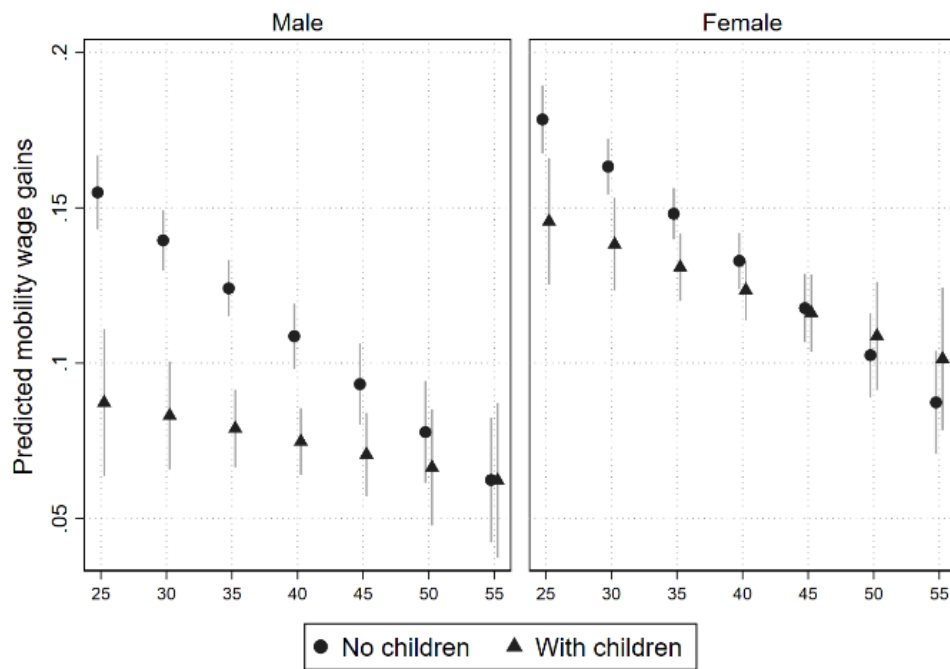 Male
Female
Predicted mobility wage gains
.2
.15
.1
.05
25 30 35 40 45 50 55
25 30 35 40 45 50 55
No children
With children